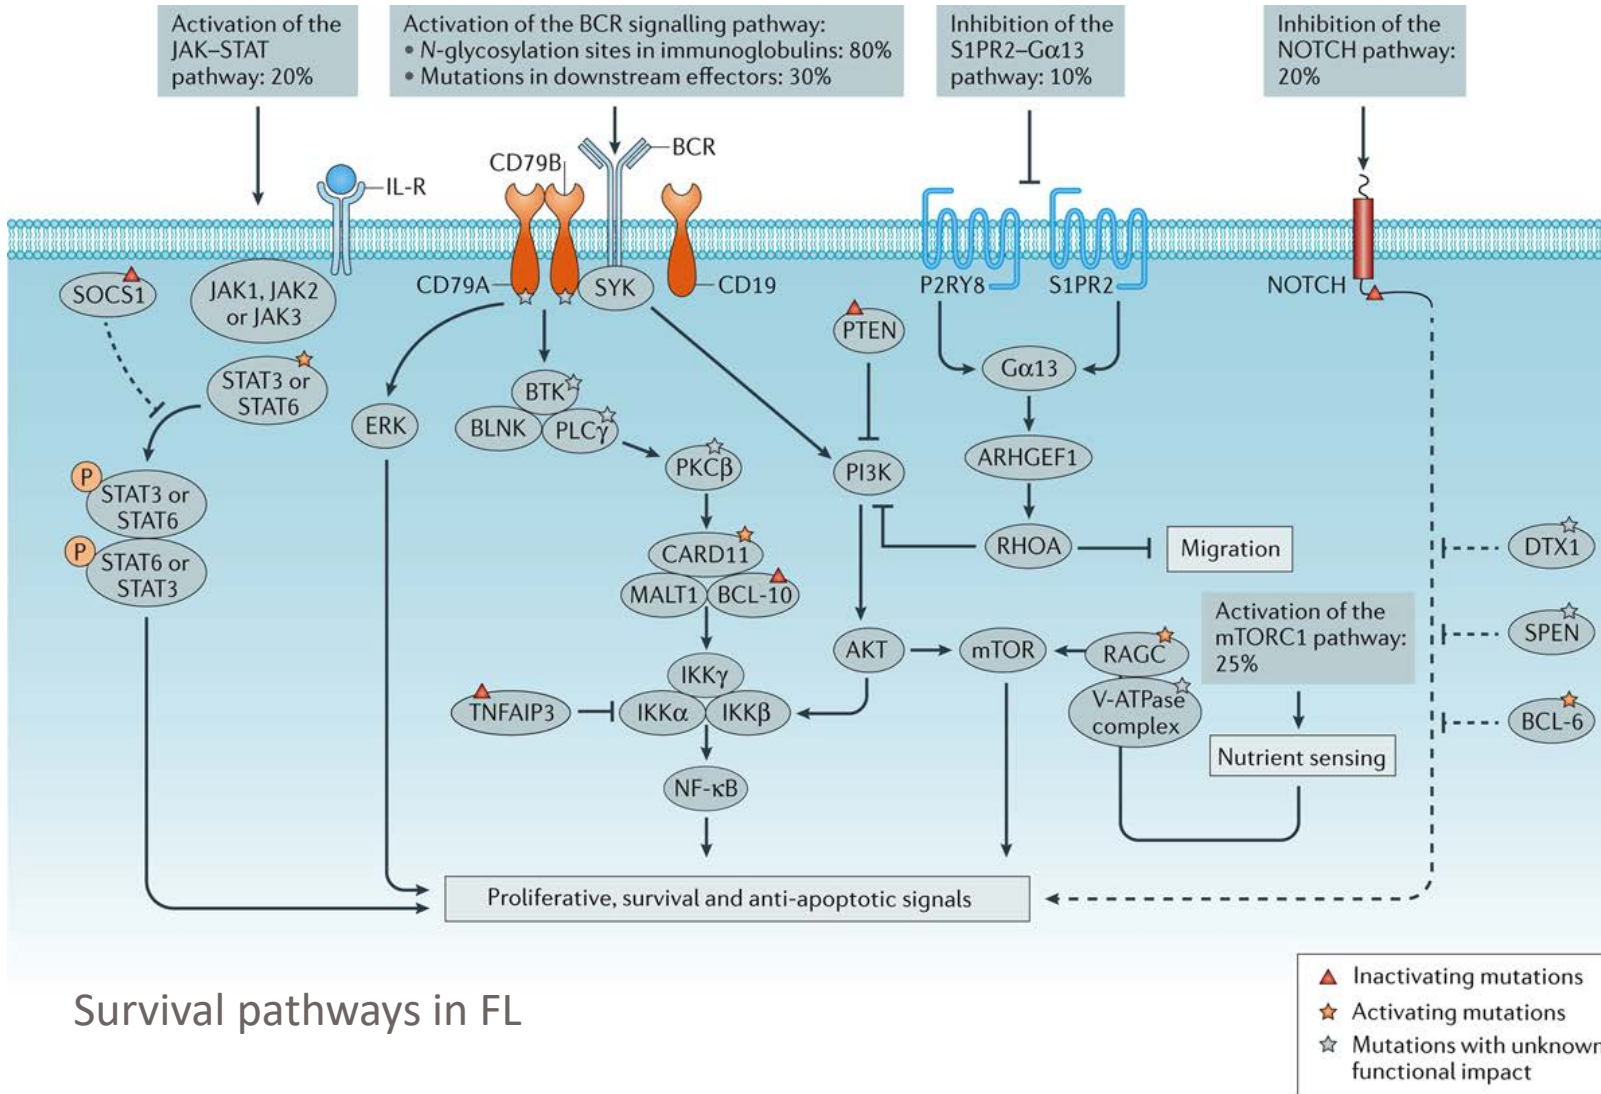 Activation of the
JAK–STAT
pathway: 20%
Activation of the BCR signalling pathway:
• N-glycosylation sites in immunoglobulins: 80%
• Mutations in downstream effectors: 30%
Inhibition of the
S1PR2–Gα13
pathway: 10%
Inhibition of the
NOTCH pathway:
20%
IL-R
CD79B
BCR
CD79A
SYK
CD19
P2RY8
S1PR2
NOTCH
SOCS1
JAK1, JAK2
or JAK3
STAT3 or
STAT6
PTEN
Gα13
ERK
BTK
BLNK
PLCγ
PKCβ
PI3K
ARHGEF1
P
STAT3 or
STAT6
P
STAT6 or
STAT3
CARD11
MALT1
BCL-10
RHOA
Migration
DTX1
Activation of the
mTORC1 pathway:
25%
AKT
mTOR
RAGC
SPEN
V-ATPase
complex
IKKγ
TNFAIP3
IKKα
IKKβ
BCL-6
Nutrient sensing
NF-κB
Proliferative, survival and anti-apoptotic signals
Survival pathways in FL
Inactivating mutations
Activating mutations
Mutations with unknown
functional impact